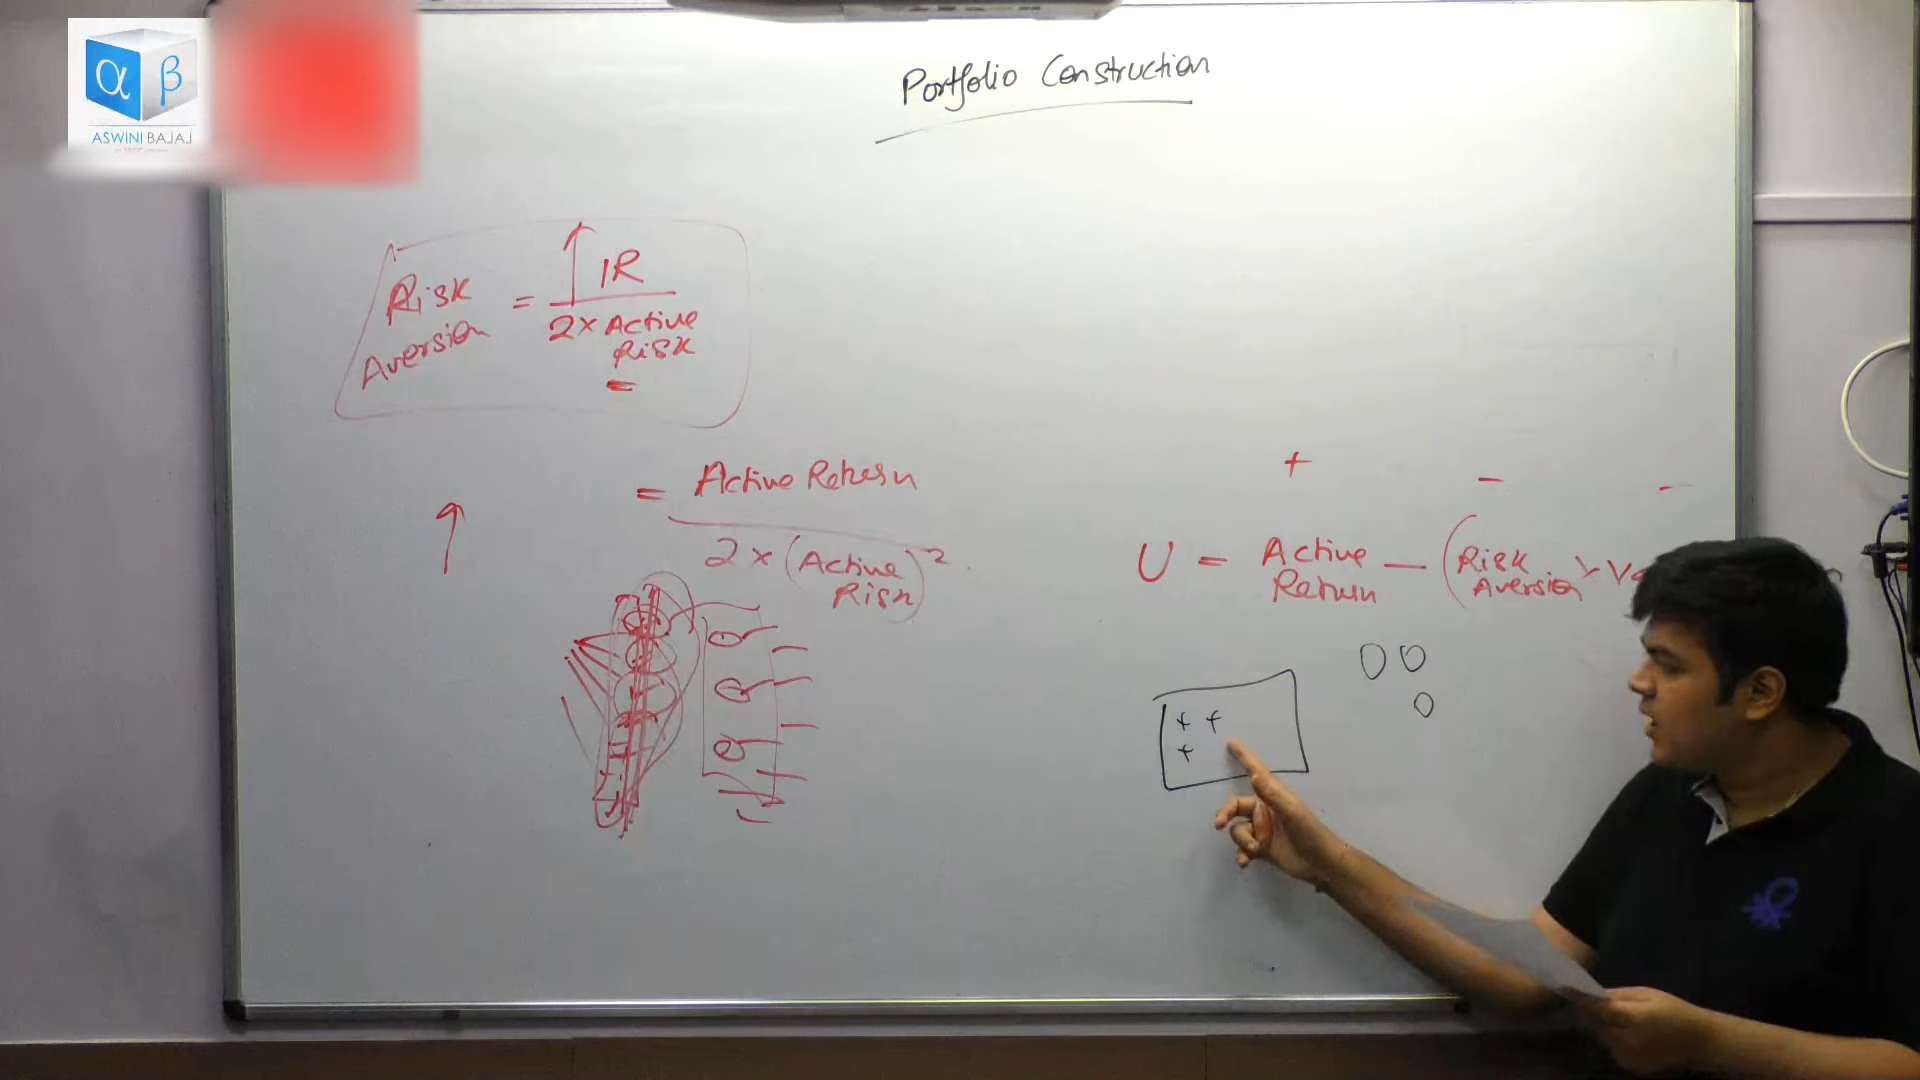 α β
ASWINI BAJAJ
Portfolio Construction
Risk Aversion = IR
2 × Active Risk
= Active Return
2 × (Active Risk)²
+ - -
U = Active Return - (Risk Aversion ×
+ +
+